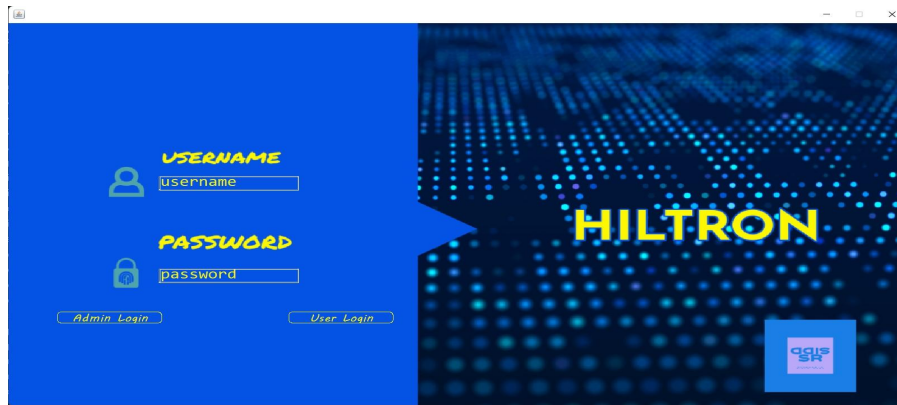 USERNAME
username
PASSWORD
password
Admin Login
User Login
HILTRON